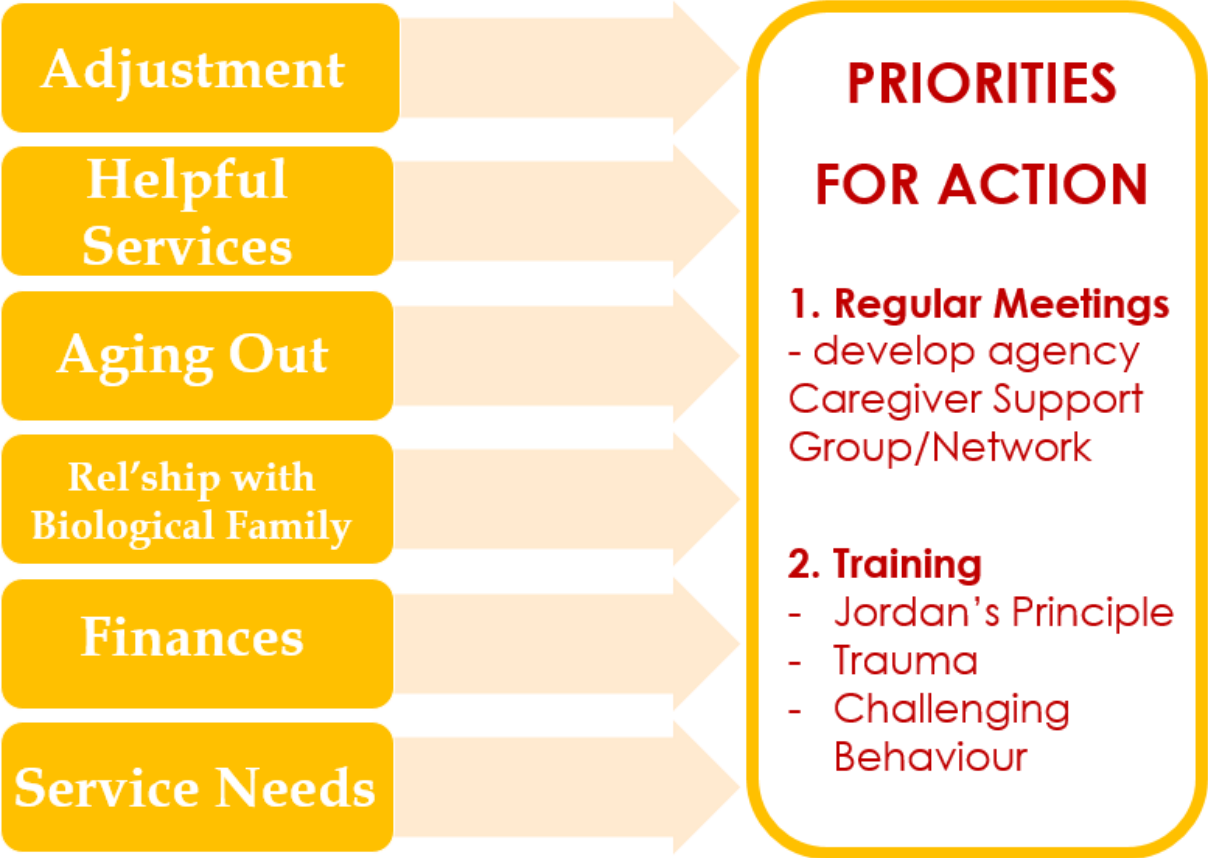 Adjustment
Helpful
Services
Aging Out
Rel’ship with
Biological Family
Finances
Service Needs
PRIORITIES
FOR ACTION
1. Regular Meetings
- develop agency
Caregiver Support
Group/Network
2. Training
- Jordan’s Principle
- Trauma
- Challenging
Behaviour